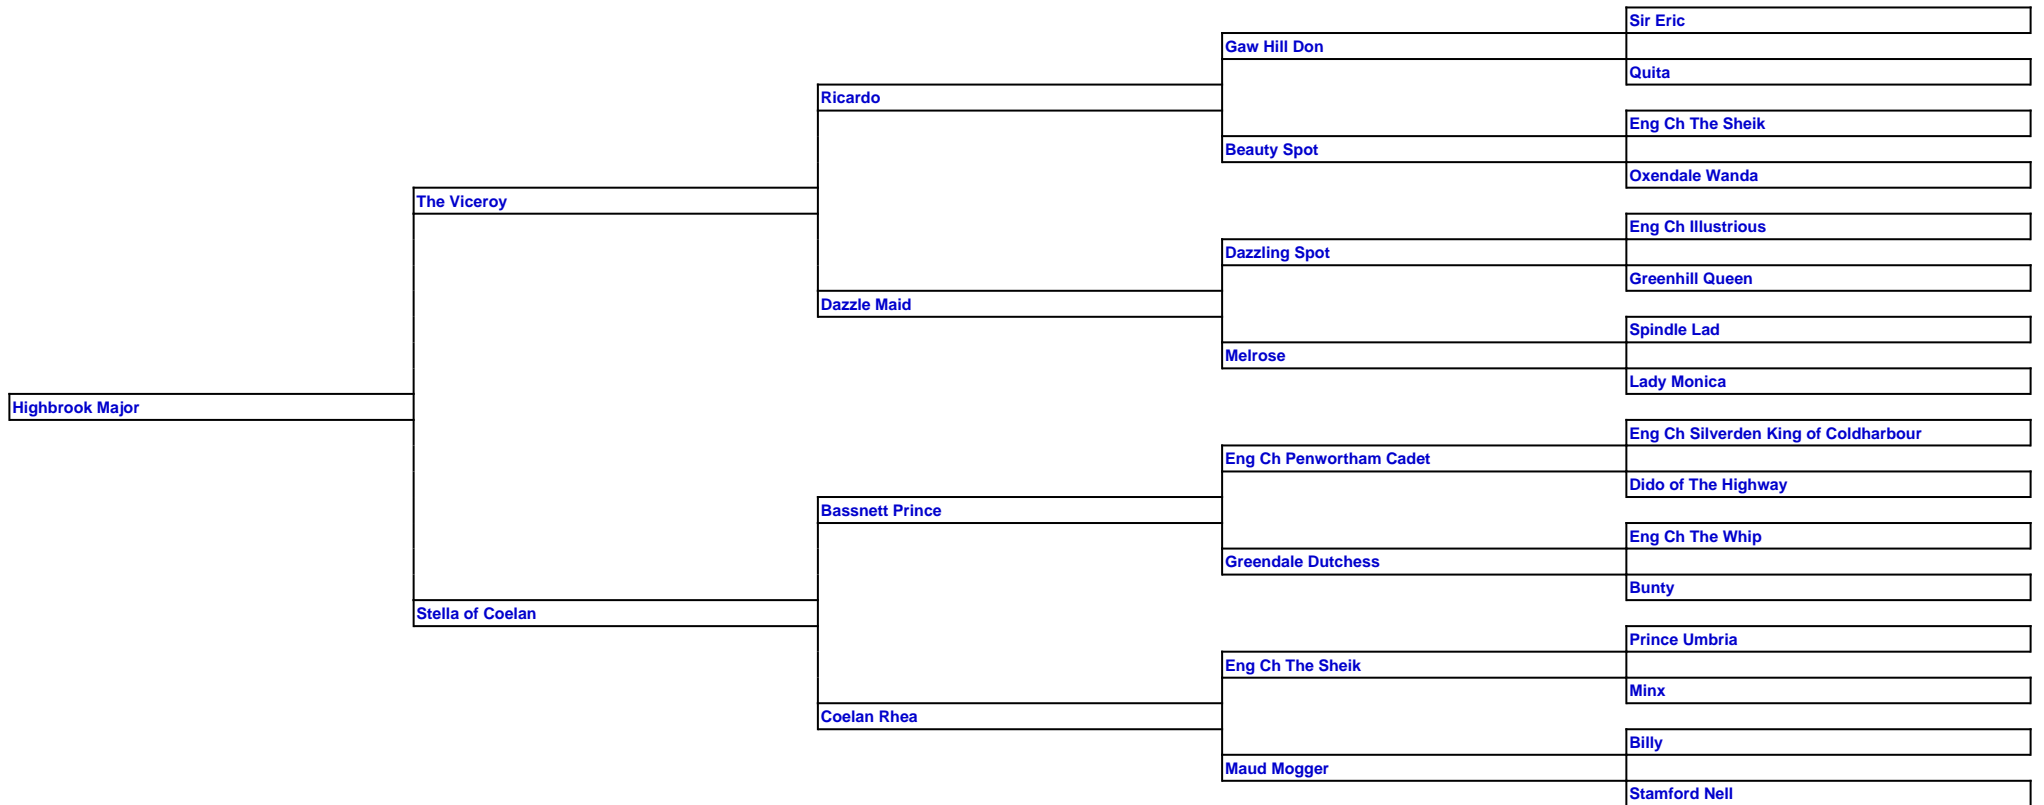 Sir Eric
Gaw Hill Don
Quita
Ricardo
Eng Ch The Sheik
Beauty Spot
Oxendale Wanda
The Viceroy
Eng Ch Illustrious
Dazzling Spot
Greenhill Queen
Dazzle Maid
Spindle Lad
Melrose
Lady Monica
Highbrook Major
Eng Ch Silverden King of Coldharbour
Eng Ch Penwortham Cadet
Dido of The Highway
Bassnett Prince
Eng Ch The Whip
Greendale Dutchess
Bunty
Stella of Coelan
Prince Umbria
Eng Ch The Sheik
Minx
Coelan Rhea
Billy
Maud Mogger
Stamford Nell